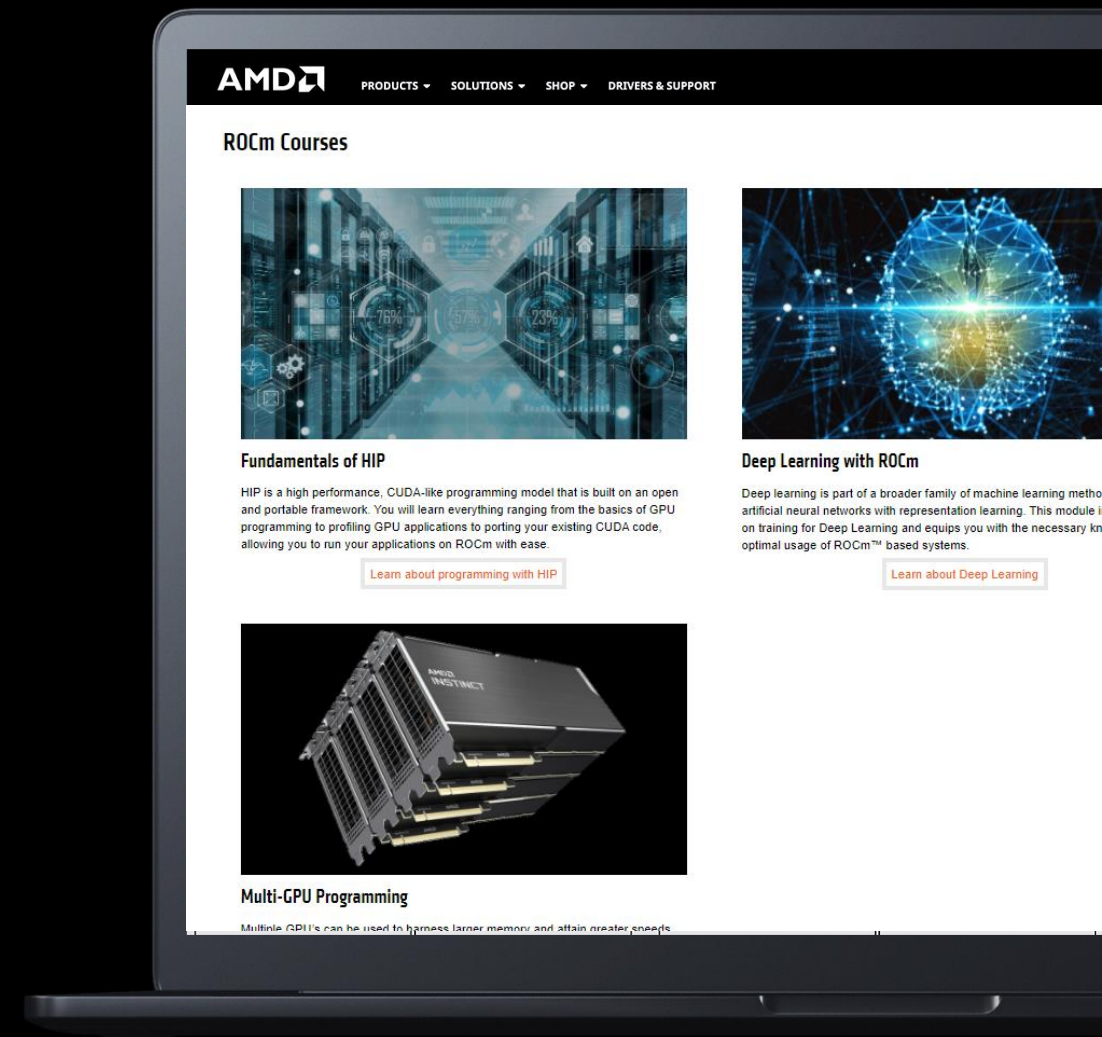 AMD
PRODUCTS SOLUTIONS SHOP DRIVERS & SUPPORT
ROCm Courses
76% 57% 23%
Fundamentals of HIP
HIP is a high performance, CUDA-like programming model that is built on an open
and portable framework. You will learn everything ranging from the basics of GPU
programming to profiling GPU applications to porting your existing CUDA code,
allowing you to run your applications on ROCm with ease.
Learn about programming with HIP
Deep Learning with ROCm
Deep learning is part of a broader family of machine learning metho
artificial neural networks with representation learning. This module i
on training for Deep Learning and equips you with the necessary kn
optimal usage of ROCm™ based systems.
Learn about Deep Learning
AMD
INSTINCT
Multi-GPU Programming
Multiple GPU's can be used to harness larger memory and attain greater speeds